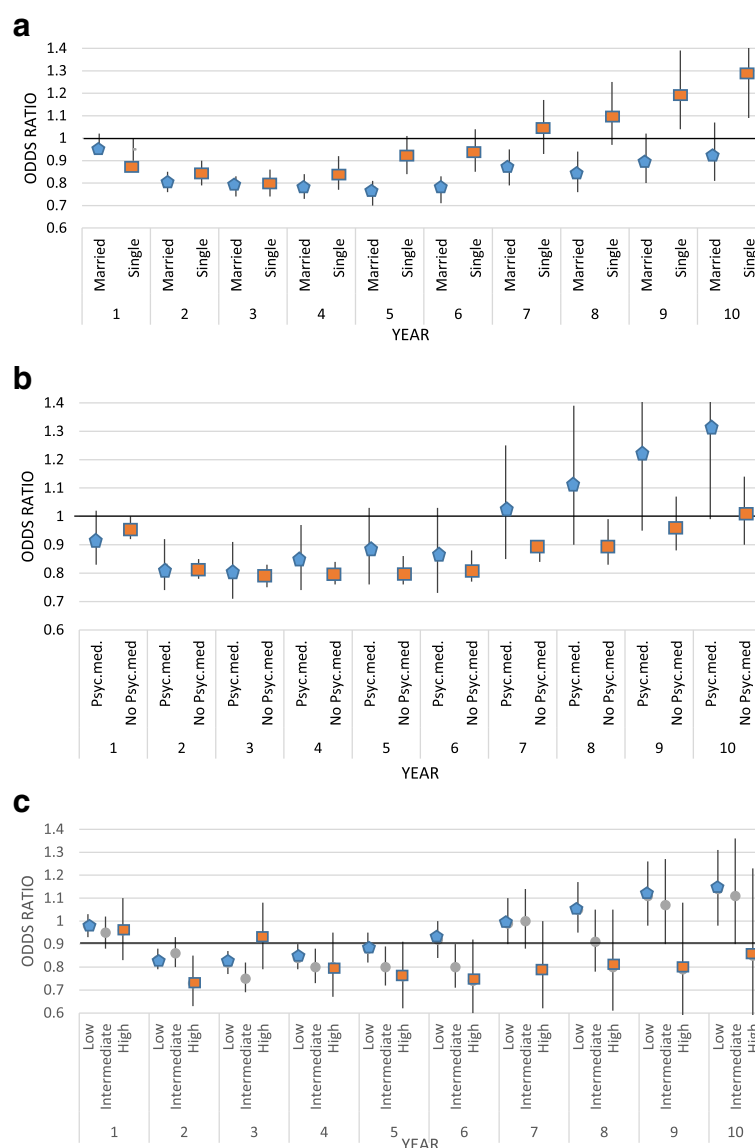 a
1.4
1.3
1.2
1.1
1
0.9
0.8
0.7
0.6
ODDS RATIO
Married Single Married Single Married Single Married Single Married Single Married Single Married Single Married Single Married Single Married Single
1 2 3 4 5 6 7 8 9 10
YEAR
b
1.4
1.3
1.2
1.1
1
0.9
0.8
0.7
0.6
ODDS RATIO
Psyc.med. No Psyc.med Psyc.med. No Psyc.med Psyc.med. No Psyc.med Psyc.med. No Psyc.med Psyc.med. No Psyc.med Psyc.med. No Psyc.med Psyc.med. No Psyc.med Psyc.med. No Psyc.med Psyc.med. No Psyc.med Psyc.med. No Psyc.med
1 2 3 4 5 6 7 8 9 10
YEAR
c
1.4
1.3
1.2
1.1
1
0.9
0.8
0.7
0.6
ODDS RATIO
Low Intermediate High Low Intermediate High Low Intermediate High Low Intermediate High Low Intermediate High Low Intermediate High Low Intermediate High Low Intermediate High Low Intermediate High Low Intermediate High
1 2 3 4 5 6 7 8 9 10
YEAR